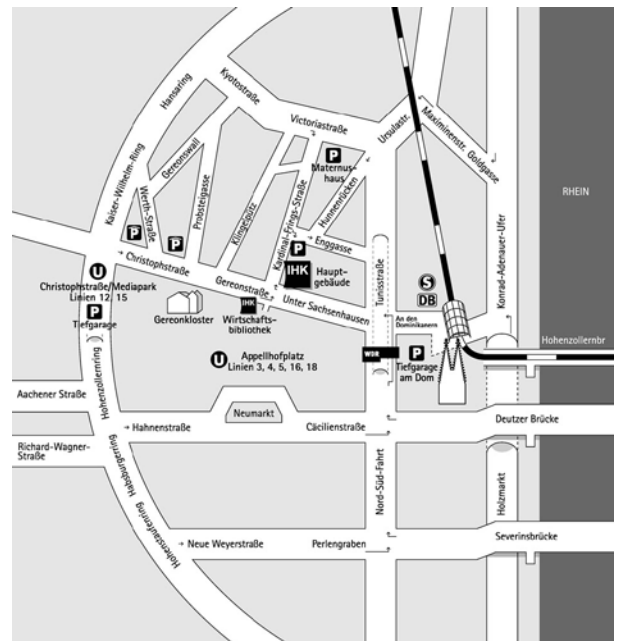 Hansaring
Kyotostraße
Victoriastraße
Ursulastr.
Maximinenstr.
Goldgasse
Kaiser-Wilhelm-Ring
Gereonswall
Werth-Straße
Probsteigasse
Klingelpütz
Kardinal-Frings-Straße
P
Maternus-
haus
Hunnenrücken
RHEIN
P
P
P
Enggasse
Christophstraße
U
Christophstraße/Mediapark
Linien 12, 15
P
Tiefgarage
Gereonstraße
IHK
Haupt-
gebäude
Unter Sachsenhausen
Tunisstraße
S
DB
Konrad-Adenauer-Ufer
Gereonkloster
IHK
Wirtschafts-
bibliothek
An den
Dominikanern
Hohenzollernbr
U
Appellhofplatz
Linien 3, 4, 5, 16, 18
WDR
P
Tiefgarage
am Dom
Hohenzollernring
Aachener Straße
Neumarkt
Hahnenstraße
Cäcilienstraße
Deutzer Brücke
Richard-Wagner-
Straße
Habsburgerring
Nord-Süd-Fahrt
Holzmarkt
Hohenstaufenring
Neue Weyerstraße
Perlengraben
Severinsbrücke